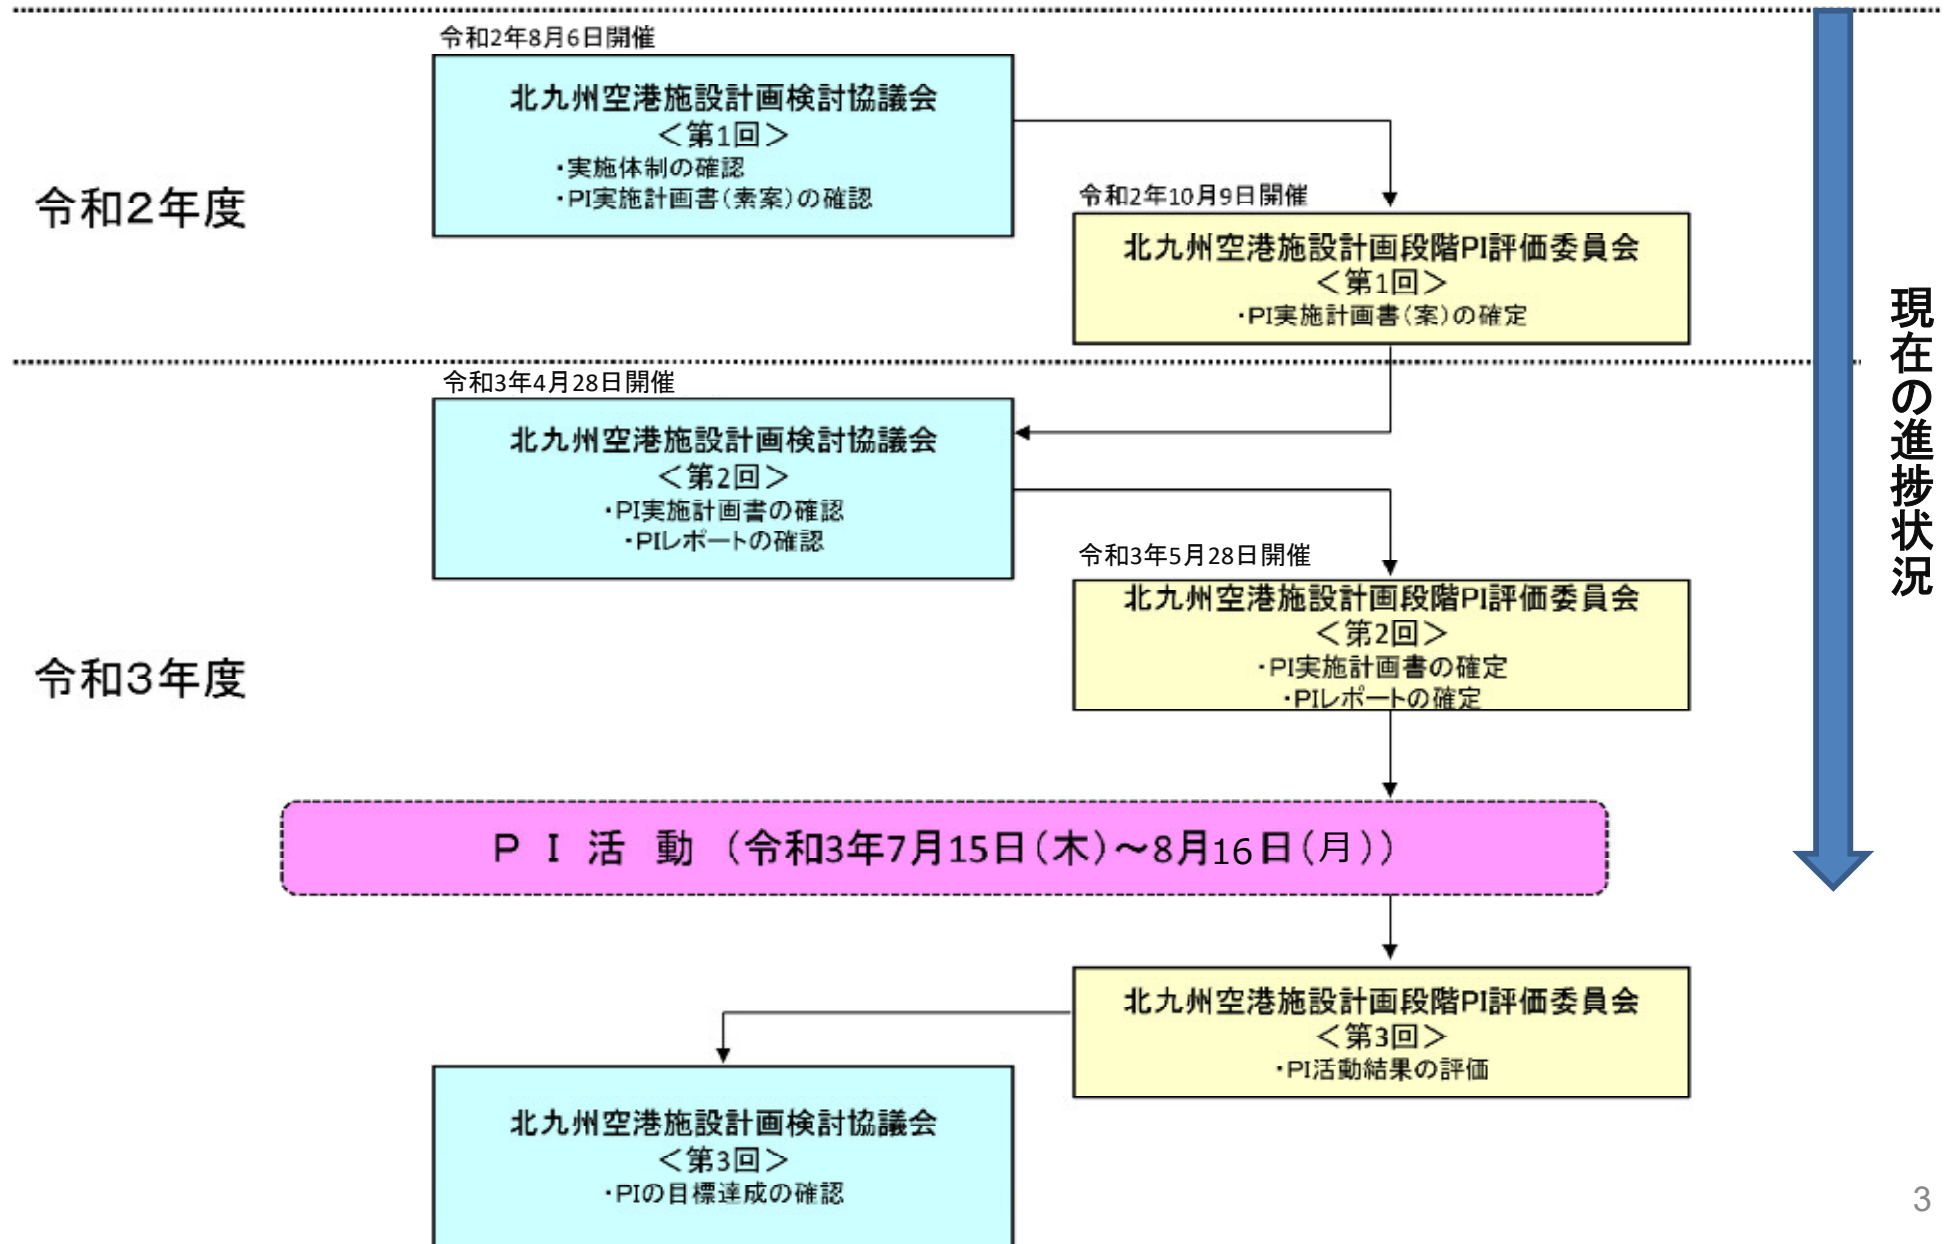 令和2年8月6日開催
北九州空港施設計画検討協議会
＜第1回＞
・実施体制の確認
・PI実施計画書(素案)の確認
令和2年度
令和2年10月9日開催
北九州空港施設計画段階PI評価委員会
＜第1回＞
・PI実施計画書(案)の確定
現在の進捗状況
令和3年4月28日開催
北九州空港施設計画検討協議会
＜第2回＞
・PI実施計画書の確認
・PIレポートの確認
令和3年5月28日開催
北九州空港施設計画段階PI評価委員会
＜第2回＞
・PI実施計画書の確定
・PIレポートの確定
令和3年度
ＰＩ活動（令和3年7月15日(木)～8月16日(月)）
北九州空港施設計画段階PI評価委員会
＜第3回＞
・PI活動結果の評価
北九州空港施設計画検討協議会
＜第3回＞
・PIの目標達成の確認
3